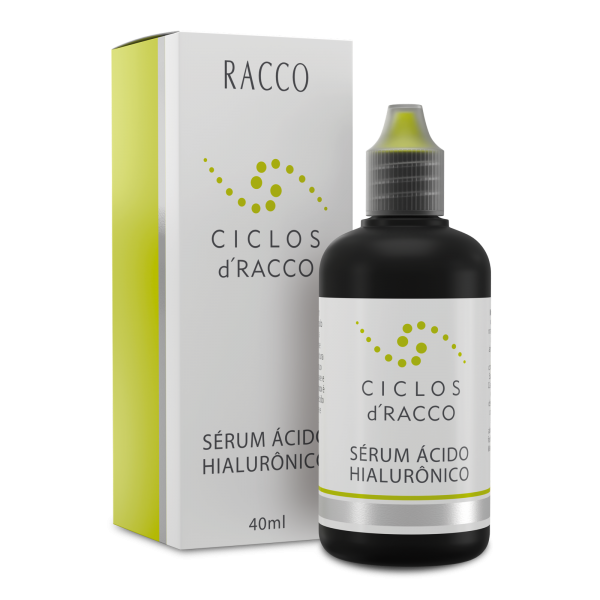 RACCO
CICLOS
d'RACCO
SÉRUM ÁCIDO
HIALURÔNICO
40ml
CICLOS
d'RACCO
SÉRUM ÁCIDO
HIALURÔNICO